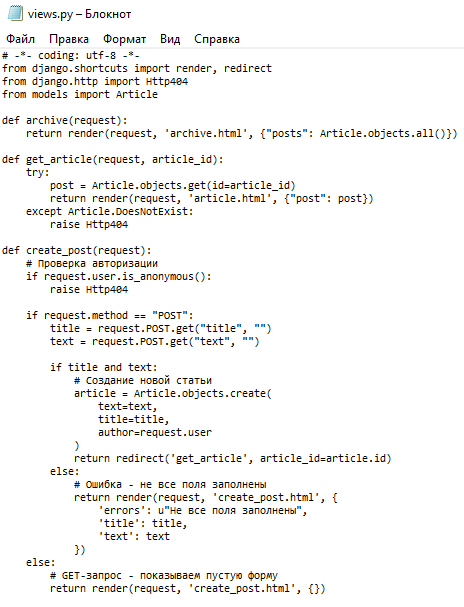 views.py – Блокнот
Файл Правка Формат Вид Справка
# -*- coding: utf-8 -*-
from django.shortcuts import render, redirect
from django.http import Http404
from models import Article

def archive(request):
    return render(request, 'archive.html', {"posts": Article.objects.all()})

def get_article(request, article_id):
    try:
        post = Article.objects.get(id=article_id)
        return render(request, 'article.html', {"post": post})
    except Article.DoesNotExist:
        raise Http404

def create_post(request):
    # Проверка авторизации
    if request.user.is_anonymous():
        raise Http404

    if request.method == "POST":
        title = request.POST.get("title", "")
        text = request.POST.get("text", "")

        if title and text:
            # Создание новой статьи
            article = Article.objects.create(
                text=text,
                title=title,
                author=request.user
            )
            return redirect('get_article', article_id=article.id)
        else:
            # Ошибка - не все поля заполнены
            return render(request, 'create_post.html', {
                'errors': u"Не все поля заполнены",
                'title': title,
                'text': text
            })
    else:
        # GET-запрос - показываем пустую форму
        return render(request, 'create_post.html', {})